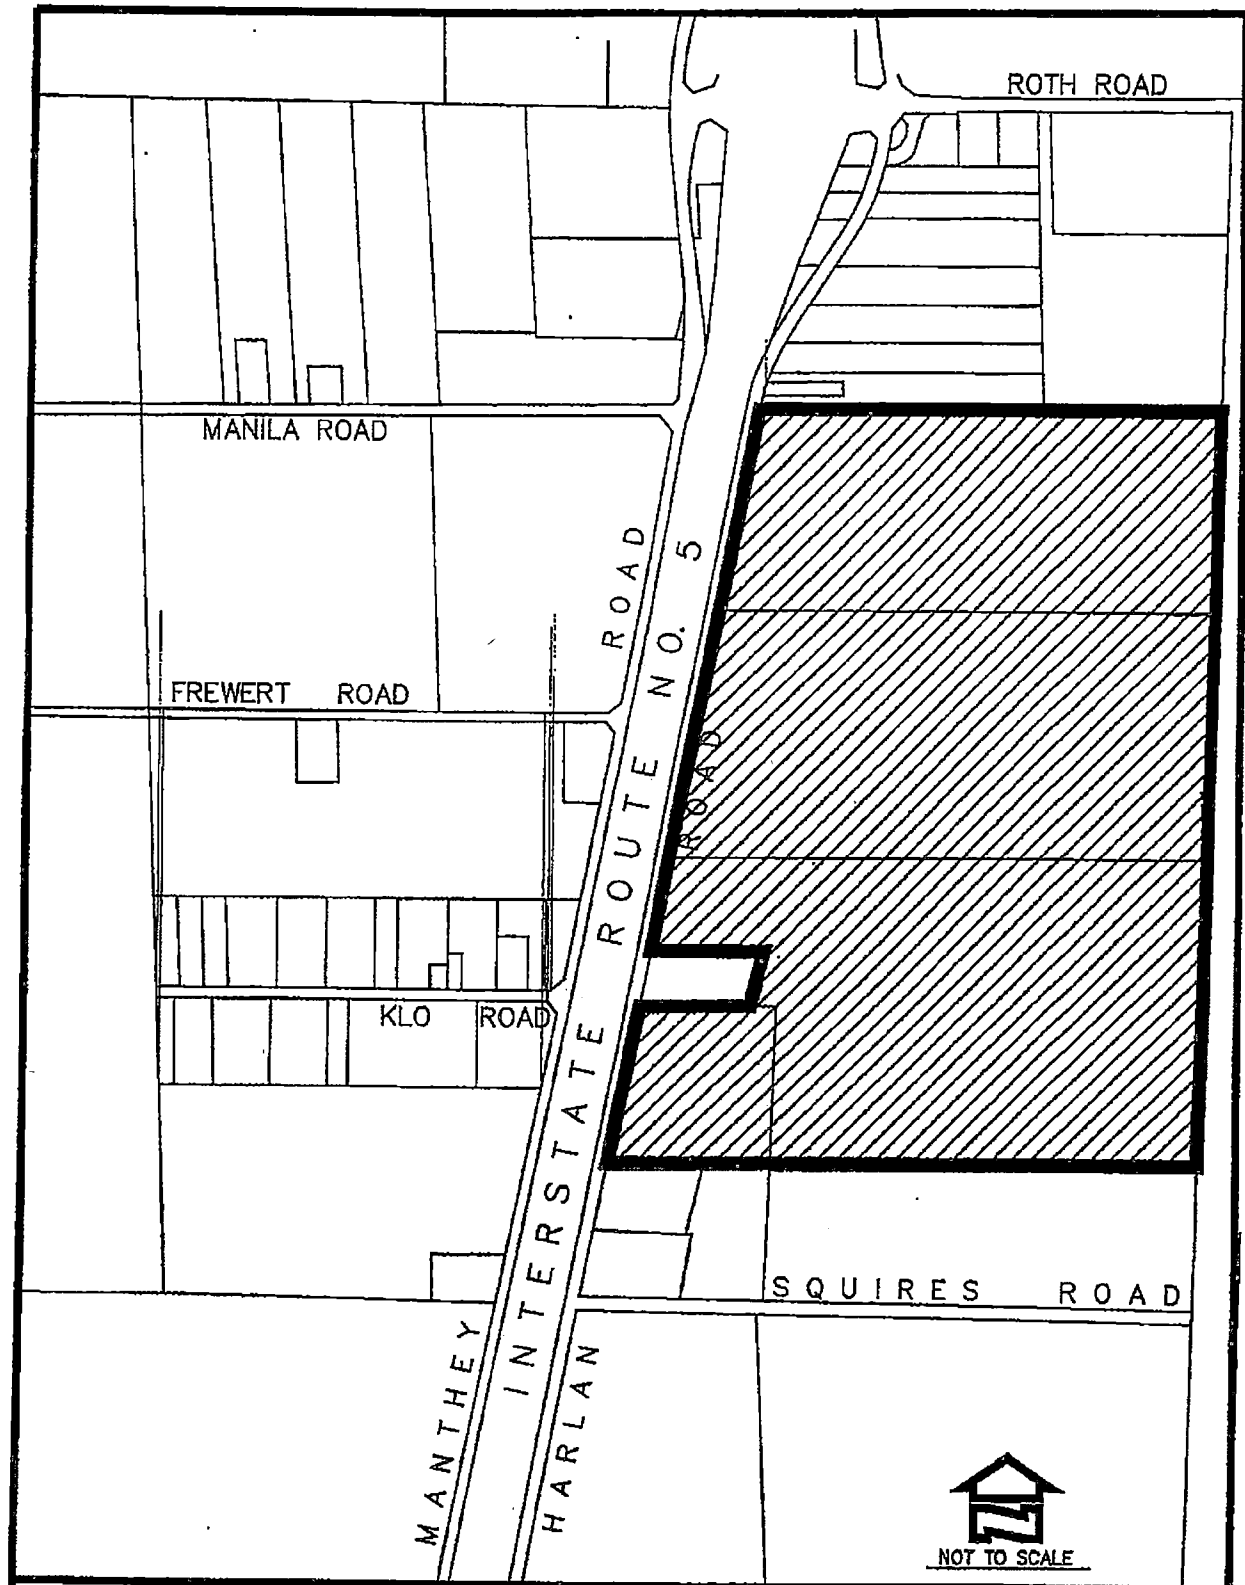 ROTH ROAD
MANILA ROAD
FREWERT ROAD
KLO ROAD
MANTHEY ROAD
INTERSTATE ROUTE NO. 5
HARLAN ROAD
SQUIRES ROAD
N
NOT TO SCALE